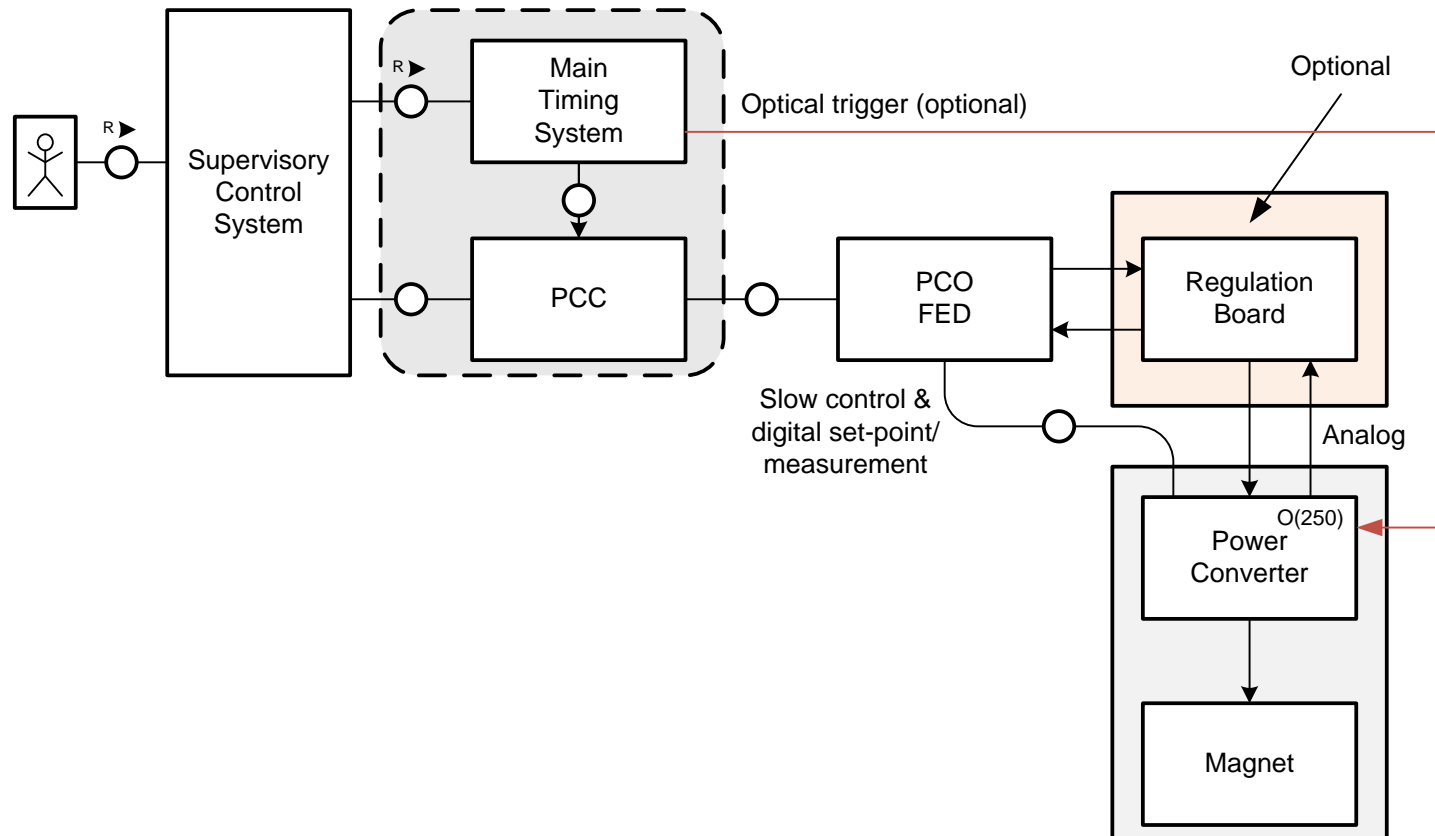 R
Supervisory
Control
System
R
Main
Timing
System
Optical trigger (optional)
Optional
PCC
PCO
FED
Regulation
Board
Slow control &
digital set-point/
measurement
Analog
O(250)
Power
Converter
Magnet